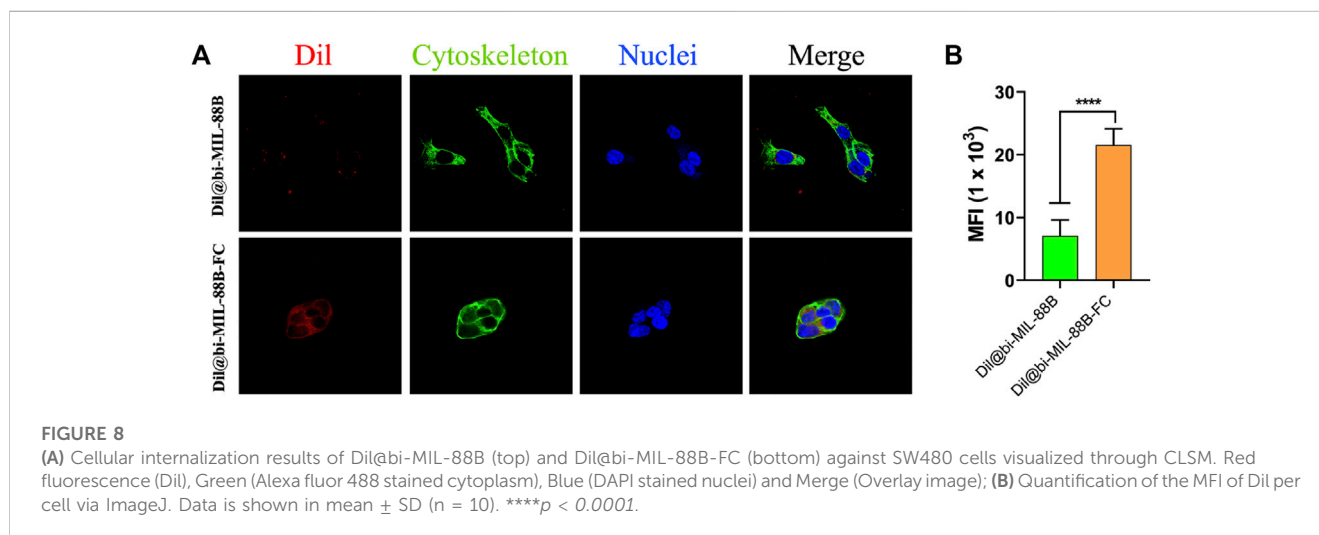 A
Dil
Cytoskeleton
Nuclei
Merge
Dil@bi-MIL-88B
Dil@bi-MIL-88B-FC
B
MFI (1 x 10³)
30
20
10
0
****
Dil@bi-MIL-88B
Dil@bi-MIL-88B-FC
FIGURE 8
(A) Cellular internalization results of Dil@bi-MIL-88B (top) and Dil@bi-MIL-88B-FC (bottom) against SW480 cells visualized through CLSM. Red
fluorescence (Dil), Green (Alexa fluor 488 stained cytoplasm), Blue (DAPI stained nuclei) and Merge (Overlay image); (B) Quantification of the MFI of Dil per
cell via ImageJ. Data is shown in mean ± SD (n = 10). ****p < 0.0001.